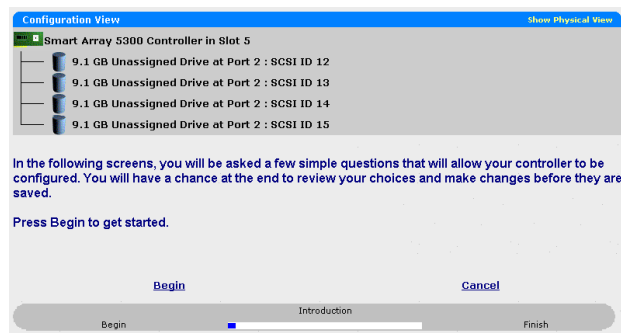 Configuration View
Show Physical View
Smart Array 5300 Controller in Slot 5
9.1 GB Unassigned Drive at Port 2 : SCSI ID 12
9.1 GB Unassigned Drive at Port 2 : SCSI ID 13
9.1 GB Unassigned Drive at Port 2 : SCSI ID 14
9.1 GB Unassigned Drive at Port 2 : SCSI ID 15
In the following screens, you will be asked a few simple questions that will allow your controller to be
configured. You will have a chance at the end to review your choices and make changes before they are
saved.
Press Begin to get started.
Begin
Cancel
Introduction
Begin
Finish